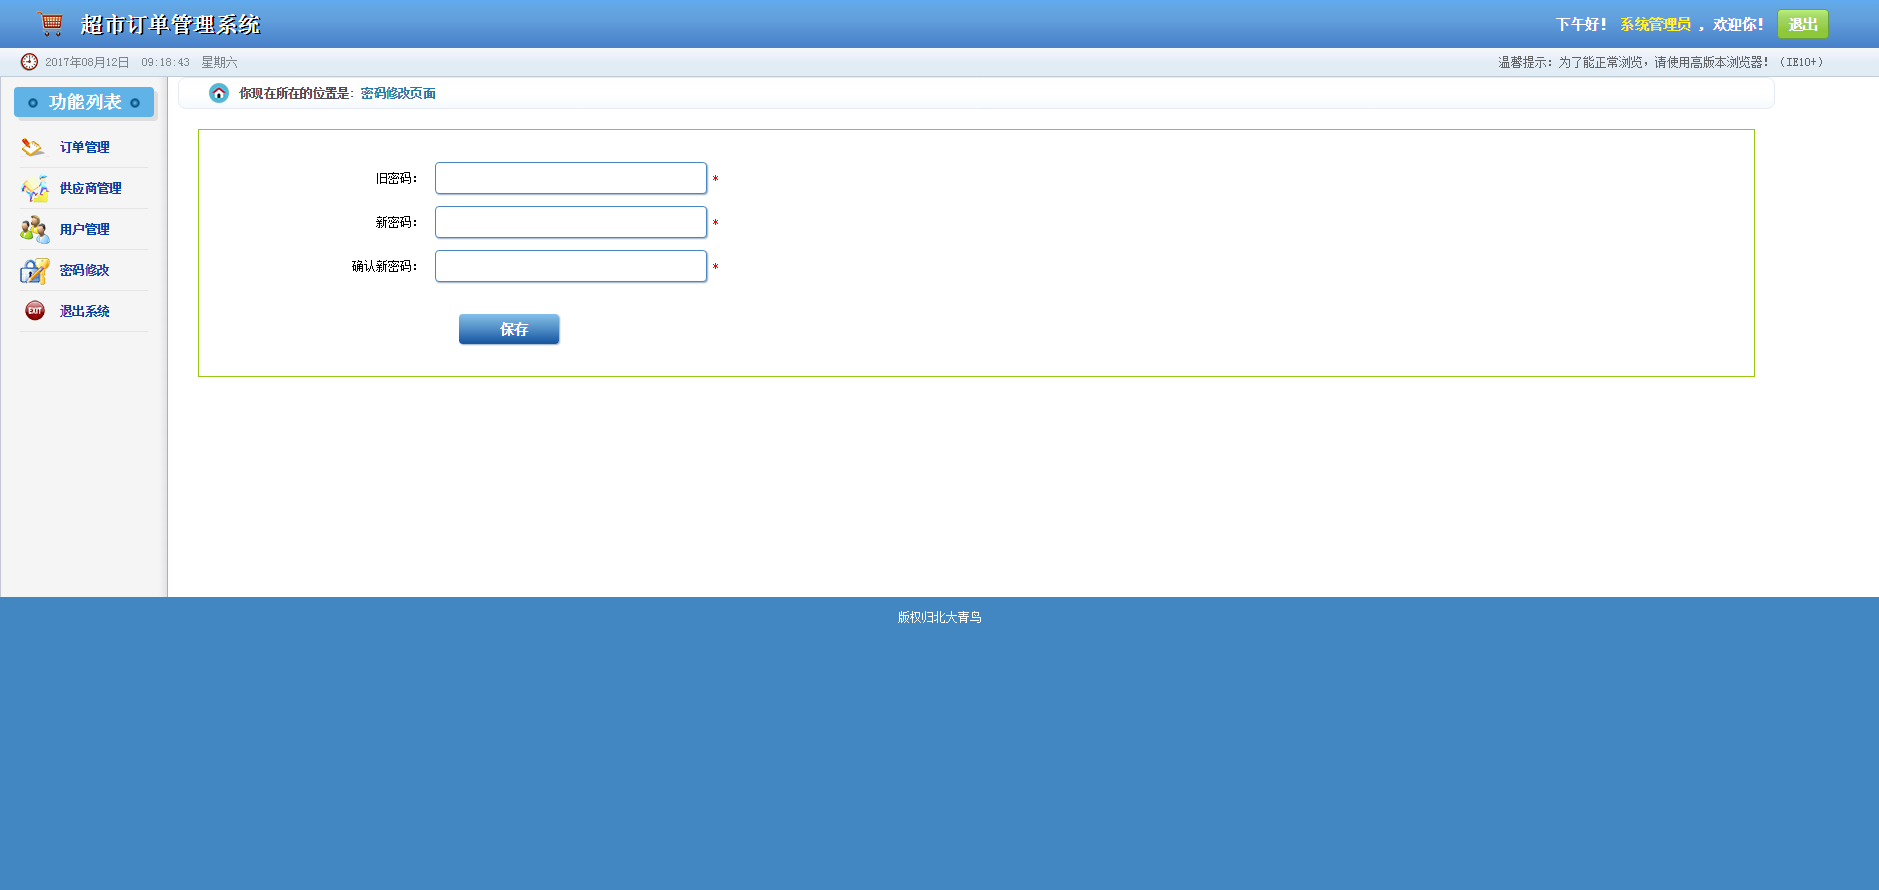 超市订单管理系统
下午好！ 系统管理员 ，欢迎你！ 退出
2017年08月12日 09:18:43 星期六
温馨提示：为了能正常浏览，请使用高版本浏览器！（IE10+）
功能列表
订单管理
供应商管理
用户管理
密码修改
EXIT 退出系统
你现在所在的位置是: 密码修改页面
旧密码： *
新密码： *
确认新密码： *
保存
版权归北大青鸟